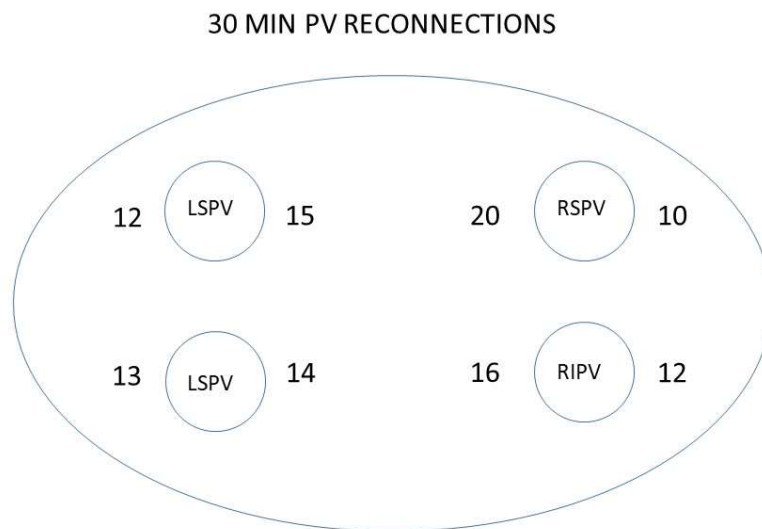 30 MIN PV RECONNECTIONS
12 LSPV 15 20 RSPV 10
13 LSPV 14 16 RIPV 12